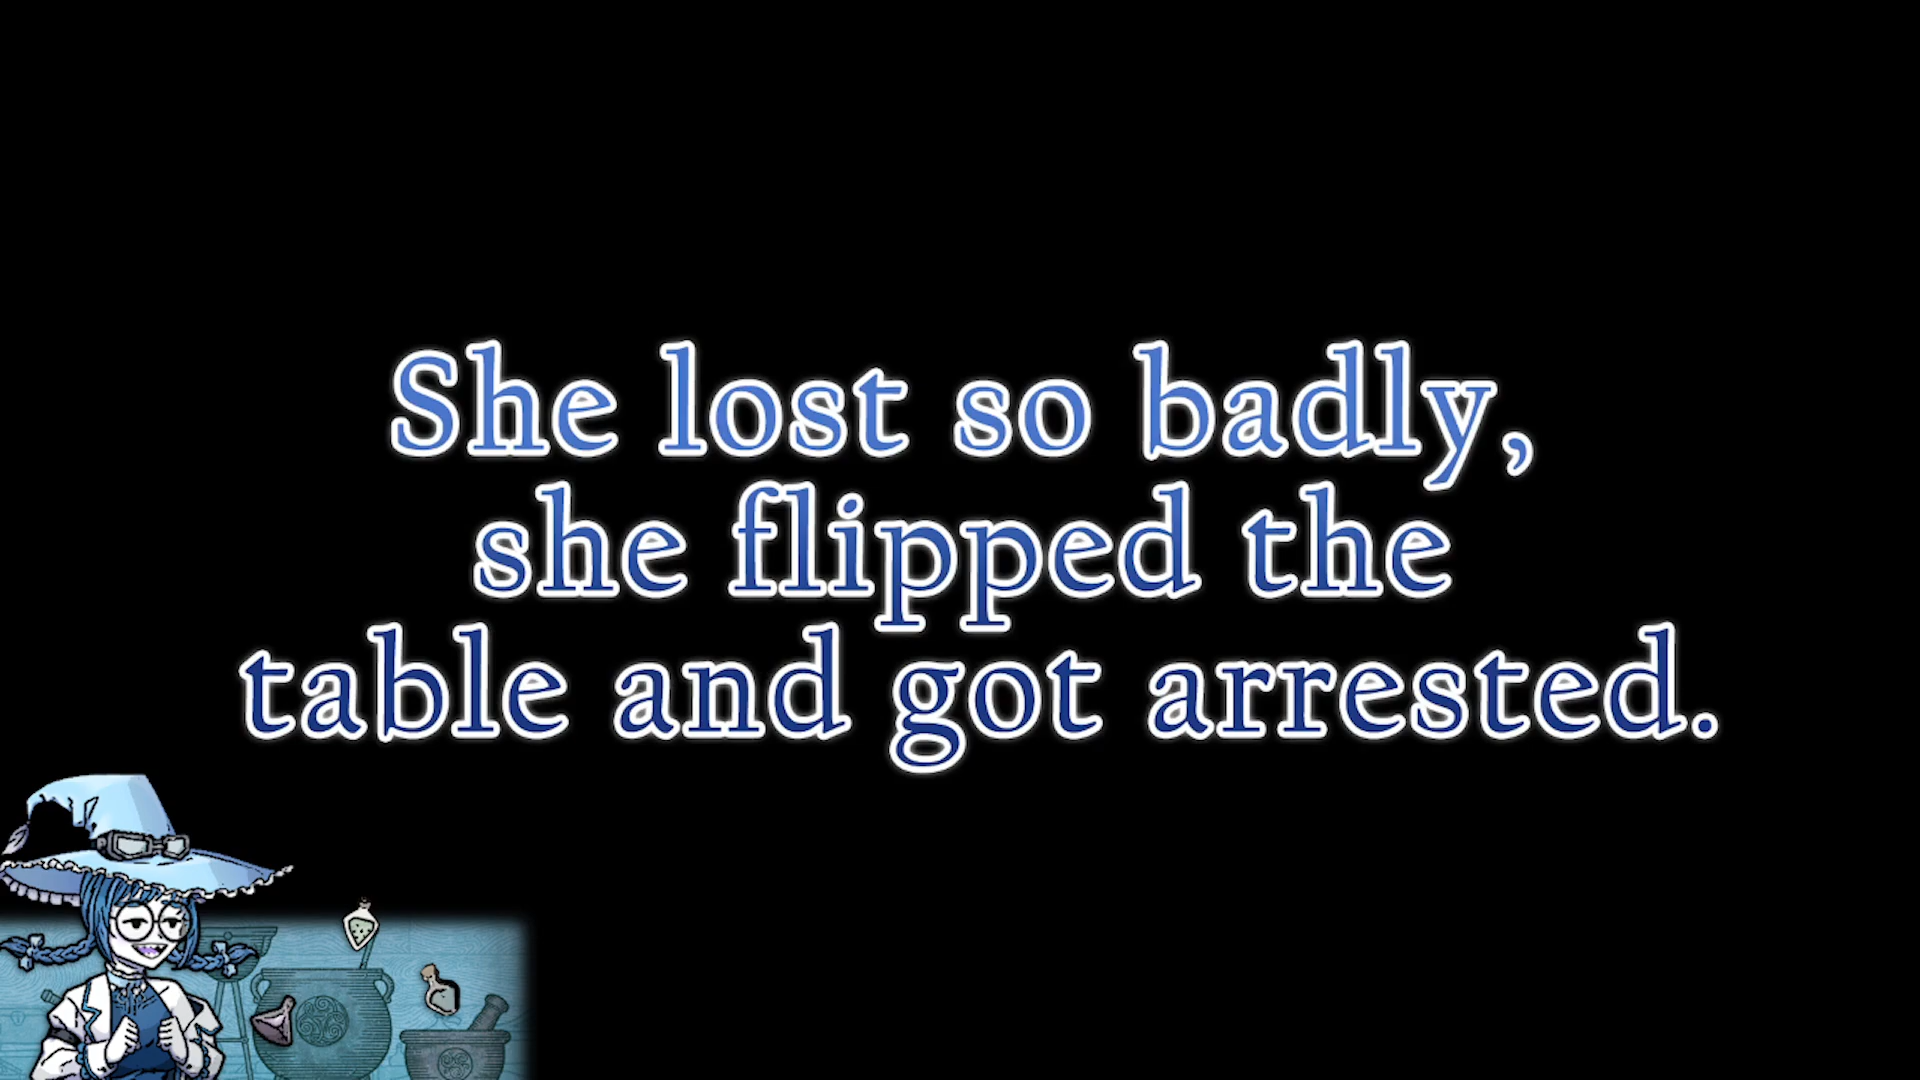 She lost so badly,
she flipped the
table and got arrested.